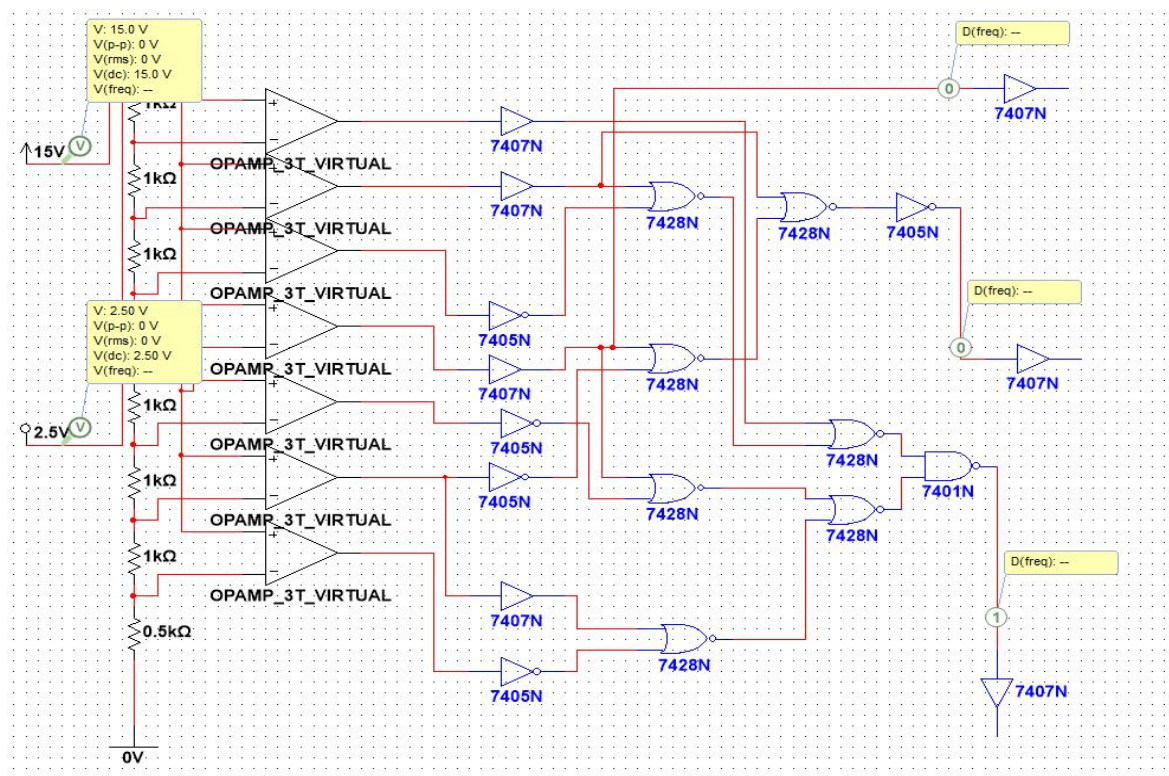 V: 15.0 V
V(p-p): 0 V
V(rms): 0 V
V(dc): 15.0 V
V(freq): --
D(freq): --
1kΩ
+
0
7407N
7407N
15V
V
−
OPAMP_3T_VIRTUAL
1kΩ
+
7407N
−
7428N
7428N
7405N
OPAMP_3T_VIRTUAL
1kΩ
−
OPAMP_3T_VIRTUAL
D(freq): --
V: 2.50 V
V(p-p): 0 V
V(rms): 0 V
V(dc): 2.50 V
V(freq): --
+
7405N
0
−
OPAMP_3T_VIRTUAL
7407N
7428N
7407N
+
1kΩ
2.5V
V
−
OPAMP_3T_VIRTUAL
7405N
7428N
+
1kΩ
−
7405N
7428N
7401N
OPAMP_3T_VIRTUAL
7428N
+
1kΩ
−
D(freq): --
OPAMP_3T_VIRTUAL
7407N
1
0.5kΩ
7428N
7405N
7407N
0V